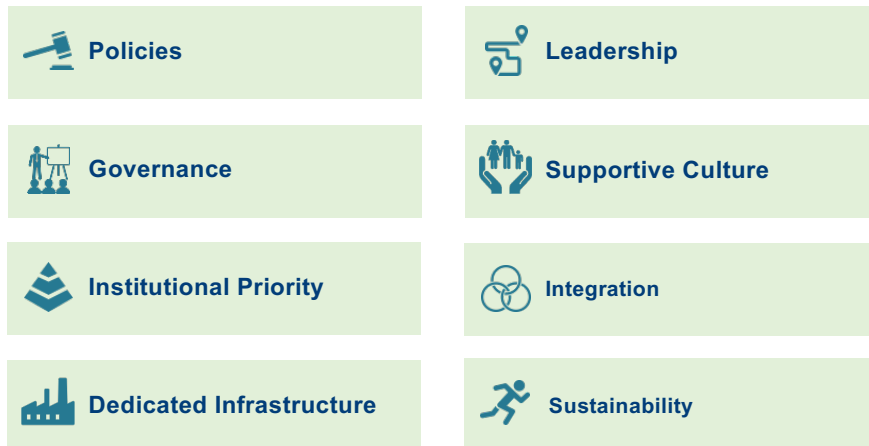 Policies
Leadership
Governance
Supportive Culture
Institutional Priority
Integration
Dedicated Infrastructure
Sustainability